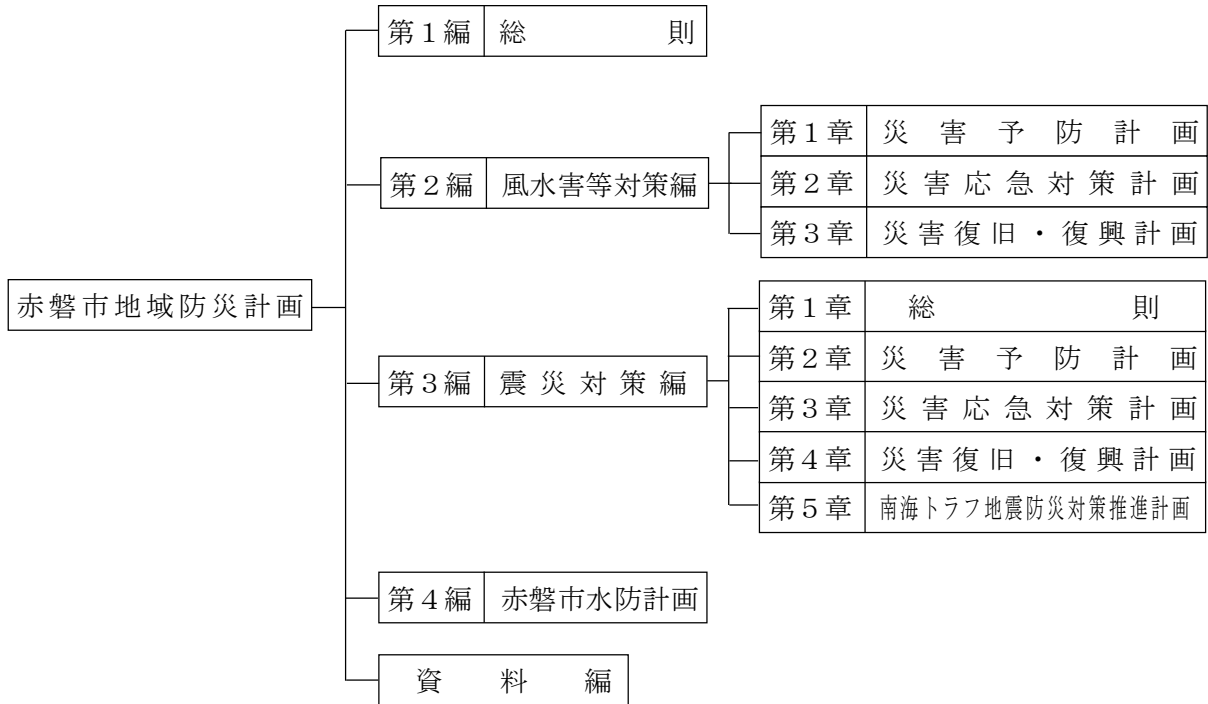 赤磐市地域防災計画
第1編 総則
第2編 風水害等対策編
第1章 災害予防計画
第2章 災害応急対策計画
第3章 災害復旧・復興計画
第3編 震災対策編
第1章 総則
第2章 災害予防計画
第3章 災害応急対策計画
第4章 災害復旧・復興計画
第5章 南海トラフ地震防災対策推進計画
第4編 赤磐市水防計画
資料編